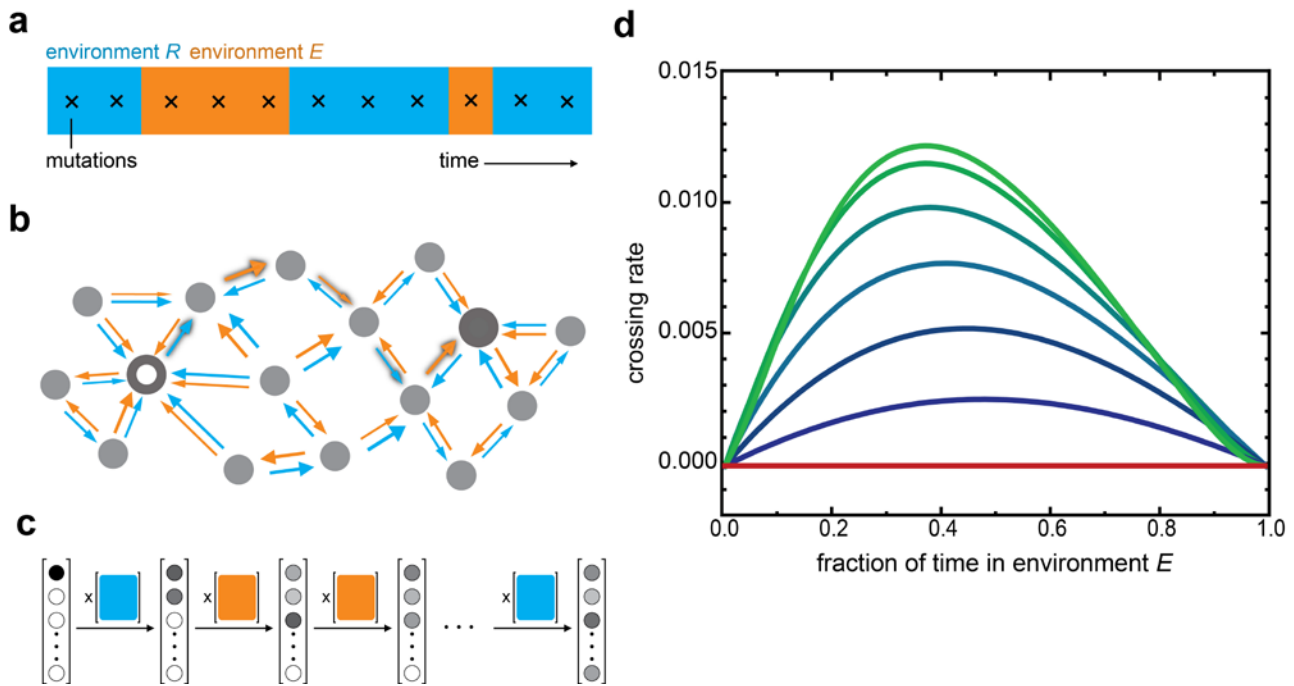 a
environment R environment E
× × × × × × × × × × ×
mutations
time
b
c
x
x
x
. . .
x
d
0.015
0.010
0.005
0.000
crossing rate
0.0
0.2
0.4
0.6
0.8
1.0
fraction of time in environment E